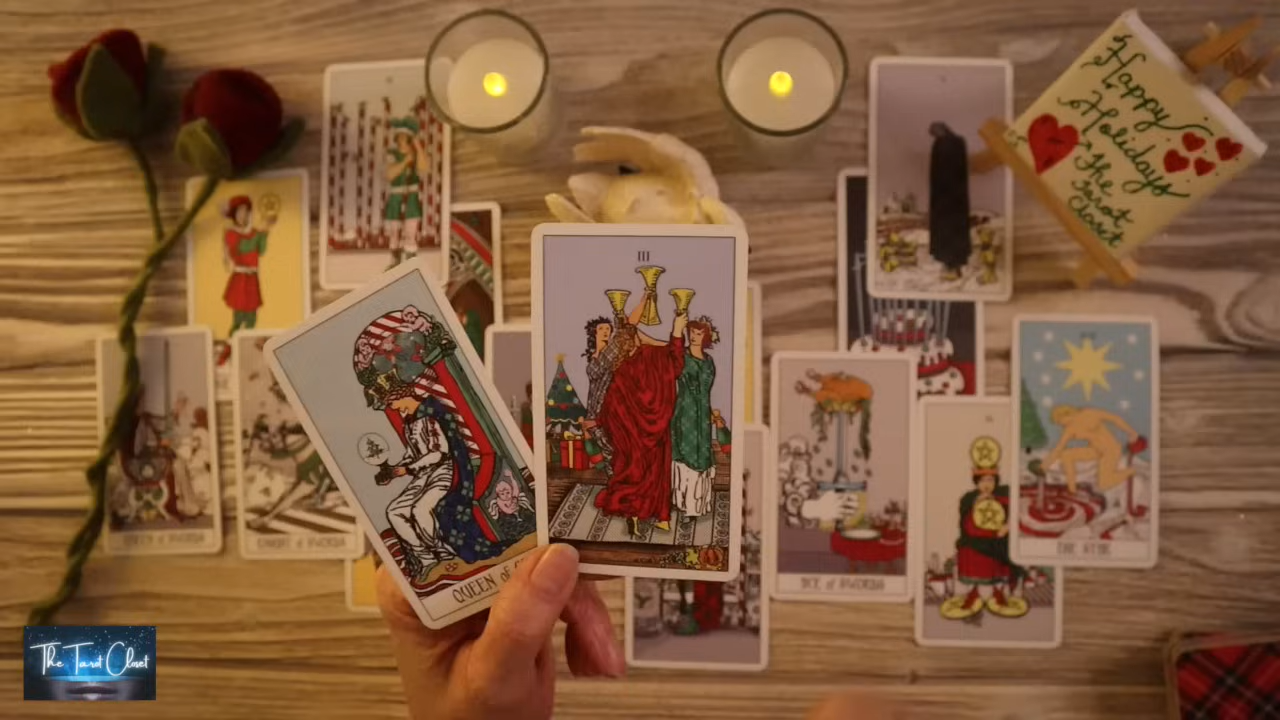 Happy
Holidays
The
Tarot
Closet
III
QUEEN of
QUEEN of SWORDS
KNIGHT of SWORDS
ACE of SWORDS
THE STAR
The Tarot Closet